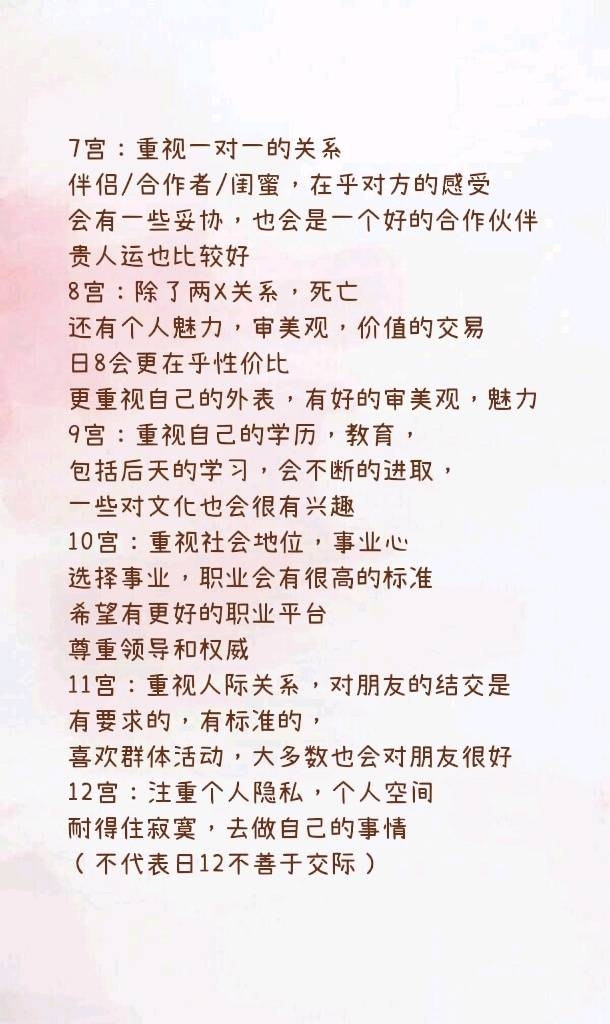 7宫：重视一对一的关系
伴侣/合作者/闺蜜，在乎对方的感受
会有一些妥协，也会是一个好的合作伙伴
贵人运也比较好
8宫：除了两X关系，死亡
还有个人魅力，审美观，价值的交易
日8会更在乎性价比
更重视自己的外表，有好的审美观，魅力
9宫：重视自己的学历，教育，
包括后天的学习，会不断的进取，
一些对文化也会很有兴趣
10宫：重视社会地位，事业心
选择事业，职业会有很高的标准
希望有更好的职业平台
尊重领导和权威
11宫：重视人际关系，对朋友的结交是
有要求的，有标准的，
喜欢群体活动，大多数也会对朋友很好
12宫：注重个人隐私，个人空间
耐得住寂寞，去做自己的事情
（不代表日12不善于交际）